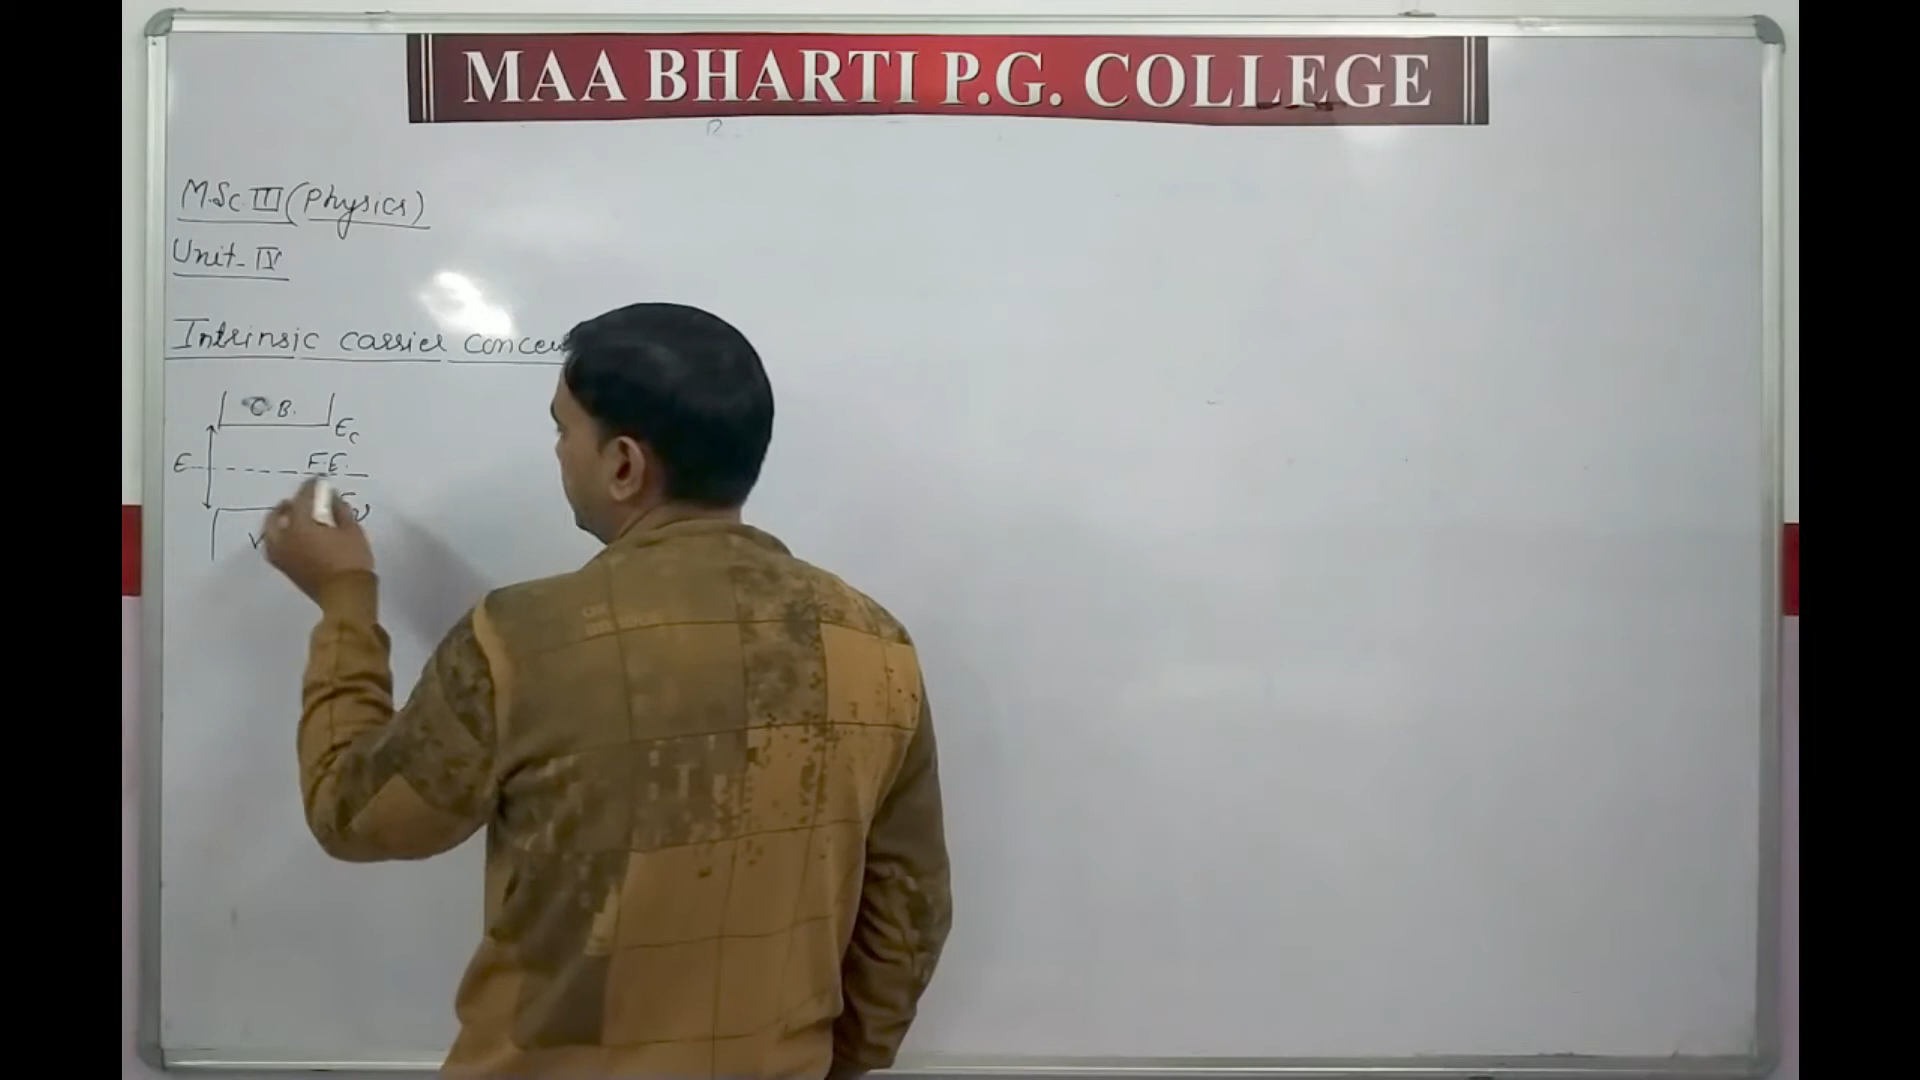 MAA BHARTI P.G. COLLEGE
M.Sc III (Physics)
Unit-IV
Intrinsic carrier
C.B.
Ec
E
F.E.